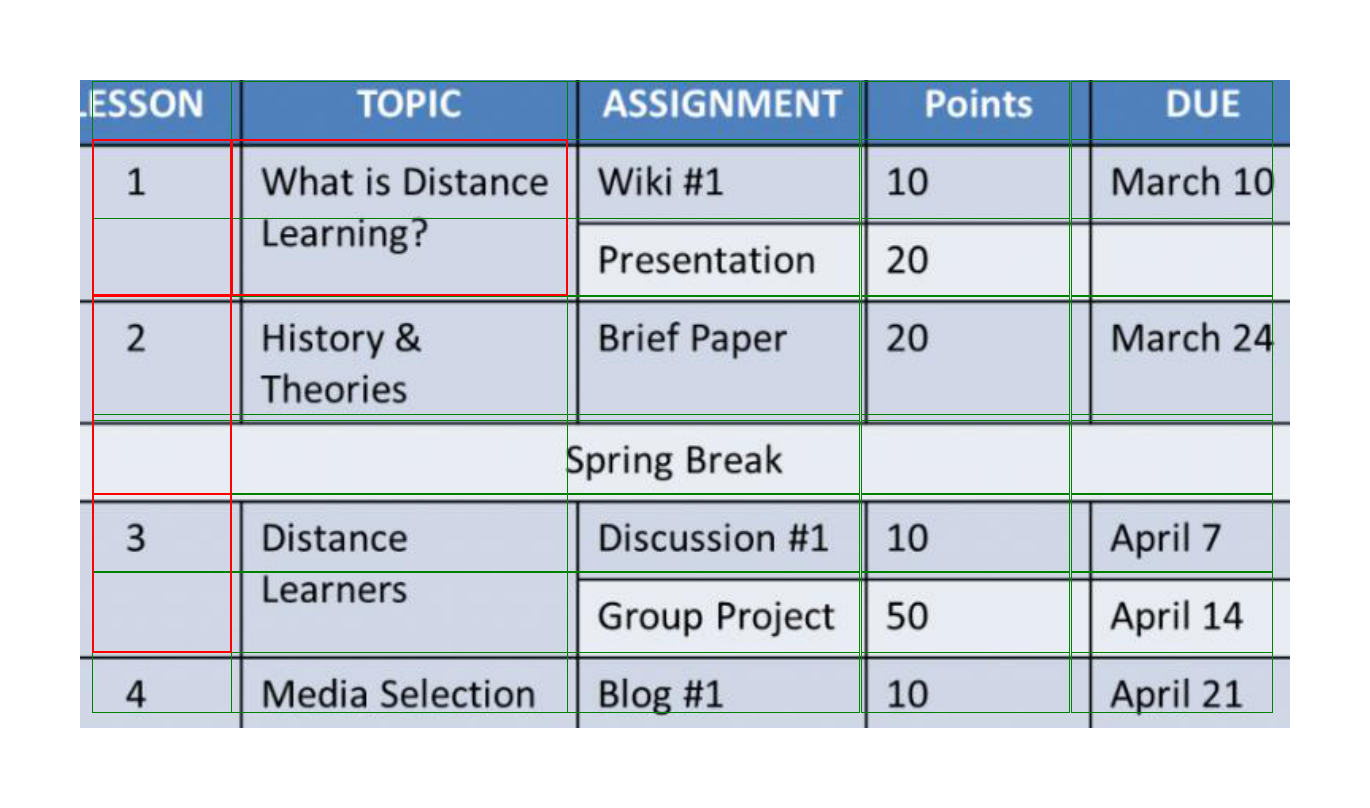 LESSON TOPIC ASSIGNMENT Points DUE
1 What is Distance Wiki #1 10 March 10
Learning?
Presentation 20
2 History & Brief Paper 20 March 24
Theories
Spring Break
3 Distance Discussion #1 10 April 7
Learners
Group Project 50 April 14
4 Media Selection Blog #1 10 April 21